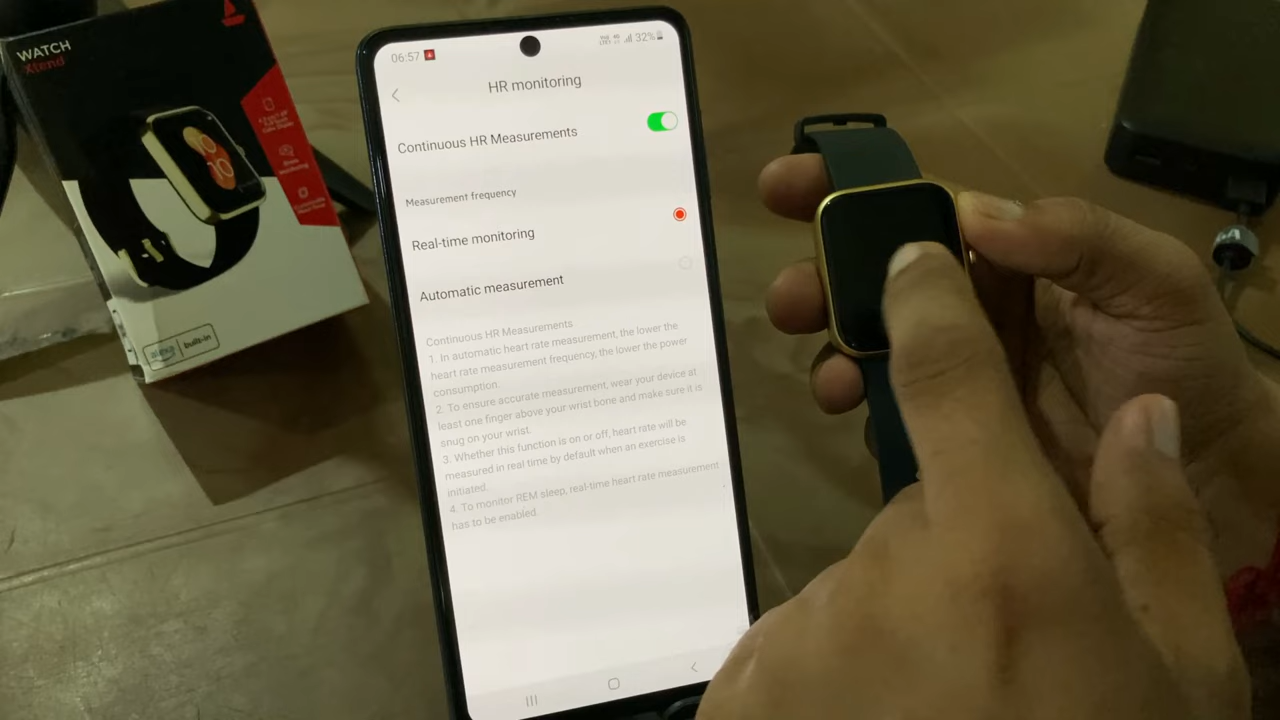 WATCH
Xtend
10
10
alexa built-in
06:57
32%
HR monitoring
Continuous HR Measurements
Measurement frequency
Real-time monitoring
Automatic measurement
Continuous HR Measurements
1. In automatic heart rate measurement, the lower the
heart rate measurement frequency, the lower the power
consumption.
2. To ensure accurate measurement, wear your device at
least one finger above your wrist bone and make sure it is
snug on your wrist.
3. Whether this function is on or off, heart rate will be
measured in real time by default when an exercise is
initiated.
4. To monitor REM sleep, real-time heart rate measurement
has to be enabled.